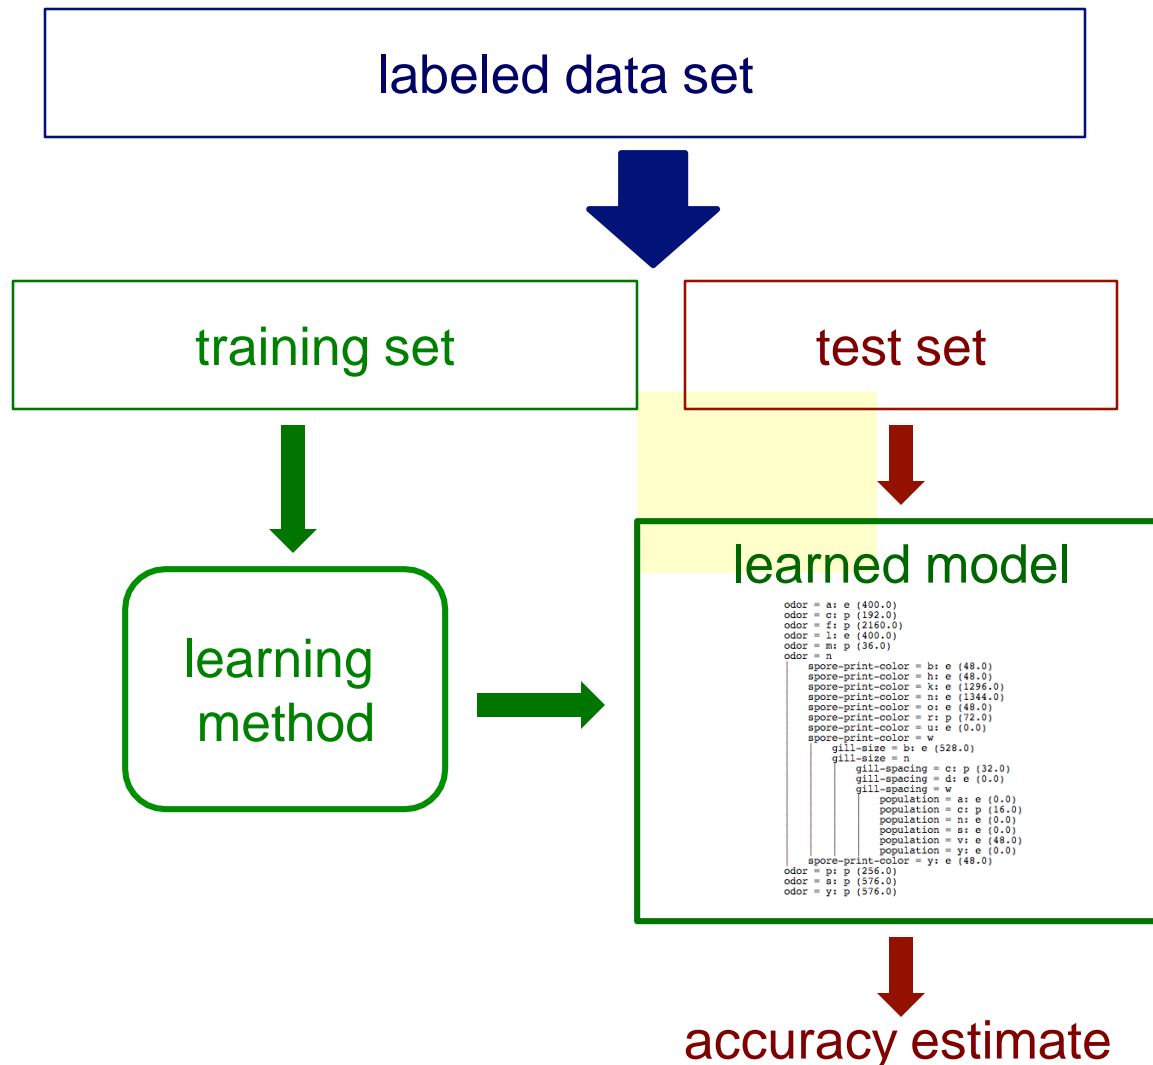 labeled data set
training set
test set
learning
method
learned model
odor = a: e (400.0)
odor = c: p (192.0)
odor = f: p (2160.0)
odor = l: e (400.0)
odor = m: p (36.0)
odor = n
|   spore-print-color = b: e (48.0)
|   spore-print-color = h: e (48.0)
|   spore-print-color = k: e (1296.0)
|   spore-print-color = n: e (1344.0)
|   spore-print-color = o: e (48.0)
|   spore-print-color = r: p (72.0)
|   spore-print-color = u: e (0.0)
|   spore-print-color = w
|   |   gill-size = b: e (528.0)
|   |   gill-size = n
|   |   |   gill-spacing = c: p (32.0)
|   |   |   gill-spacing = d: e (0.0)
|   |   |   gill-spacing = w
|   |   |   |   population = a: e (0.0)
|   |   |   |   population = c: p (16.0)
|   |   |   |   population = n: e (0.0)
|   |   |   |   population = s: e (0.0)
|   |   |   |   population = v: e (48.0)
|   |   |   |   population = y: e (0.0)
|   spore-print-color = y: e (48.0)
odor = p: p (256.0)
odor = s: p (576.0)
odor = y: p (576.0)
accuracy estimate